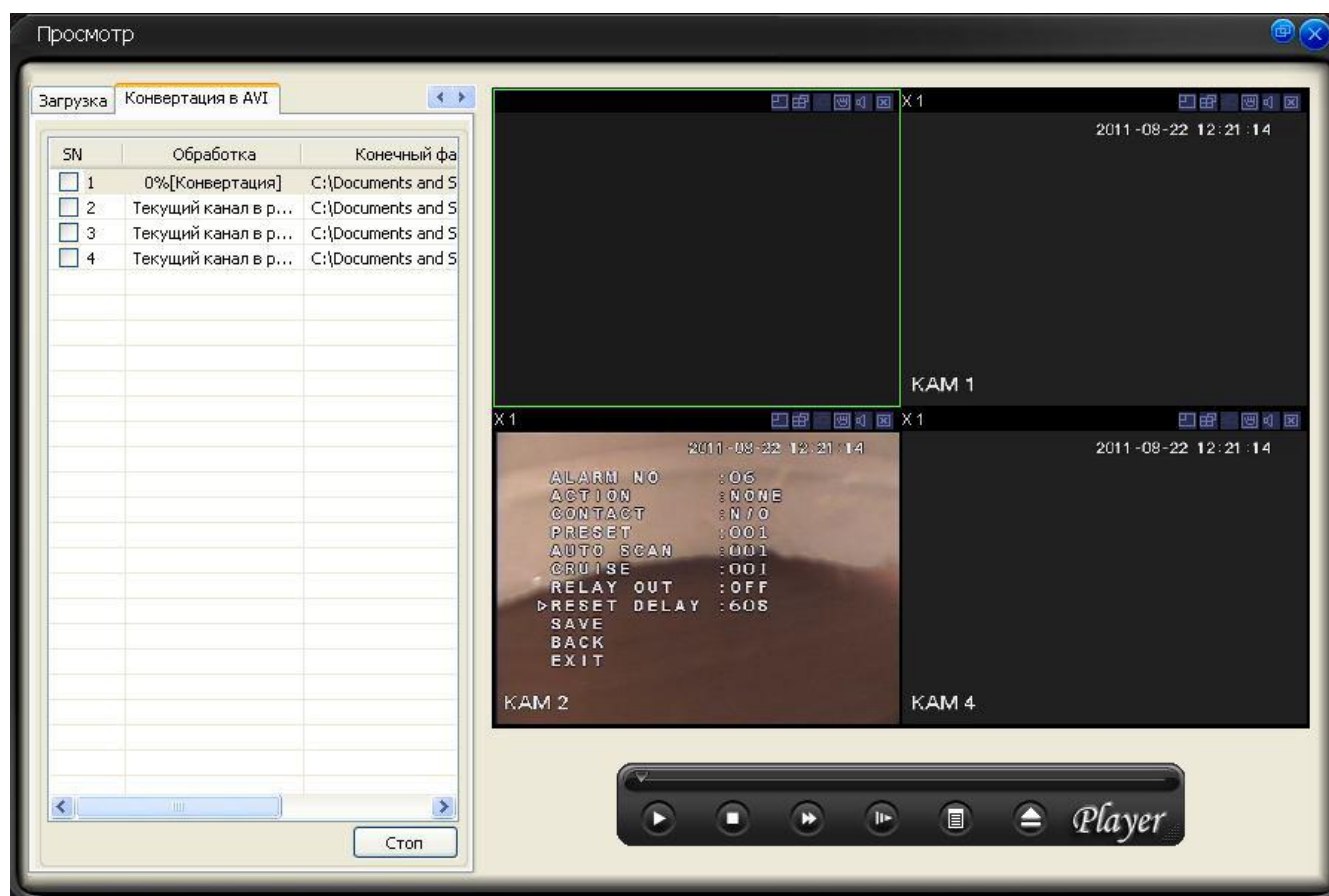 Просмотр
Загрузка Конвертация в AVI
SN Обработка Конечный фа
1 0%[Конвертация] C:\Documents and S
2 Текущий канал в р... C:\Documents and S
3 Текущий канал в р... C:\Documents and S
4 Текущий канал в р... C:\Documents and S
Стоп
X 1
2011-08-22 12:21:14
KAM 1
X 1
2011-08-22 12:21:14
ALARM NO :06
ACTION :NONE
CONTACT :N/O
PRESET :001
AUTO SCAN :001
CRUISE :001
RELAY OUT :OFF
RESET DELAY :60S
SAVE
BACK
EXIT
KAM 2
X 1
2011-08-22 12:21:14
KAM 4
Player